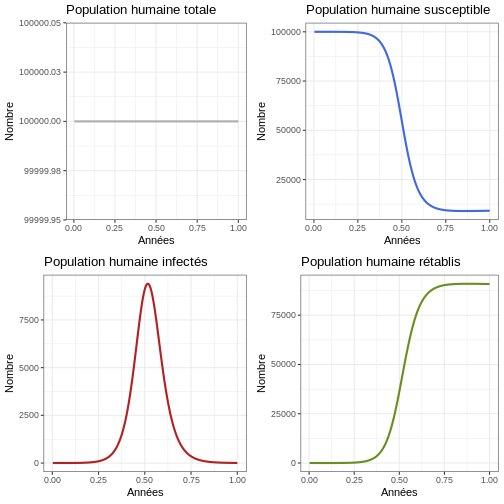 Population humaine totale
100000.05
100000.03
100000.00
99999.98
99999.95
Nombre
0.00 0.25 0.50 0.75 1.00
Années
Population humaine susceptible
100000
75000
50000
25000
Nombre
0.00 0.25 0.50 0.75 1.00
Années
Population humaine infectés
7500
5000
2500
0
Nombre
0.00 0.25 0.50 0.75 1.00
Années
Population humaine rétablis
75000
50000
25000
0
Nombre
0.00 0.25 0.50 0.75 1.00
Années